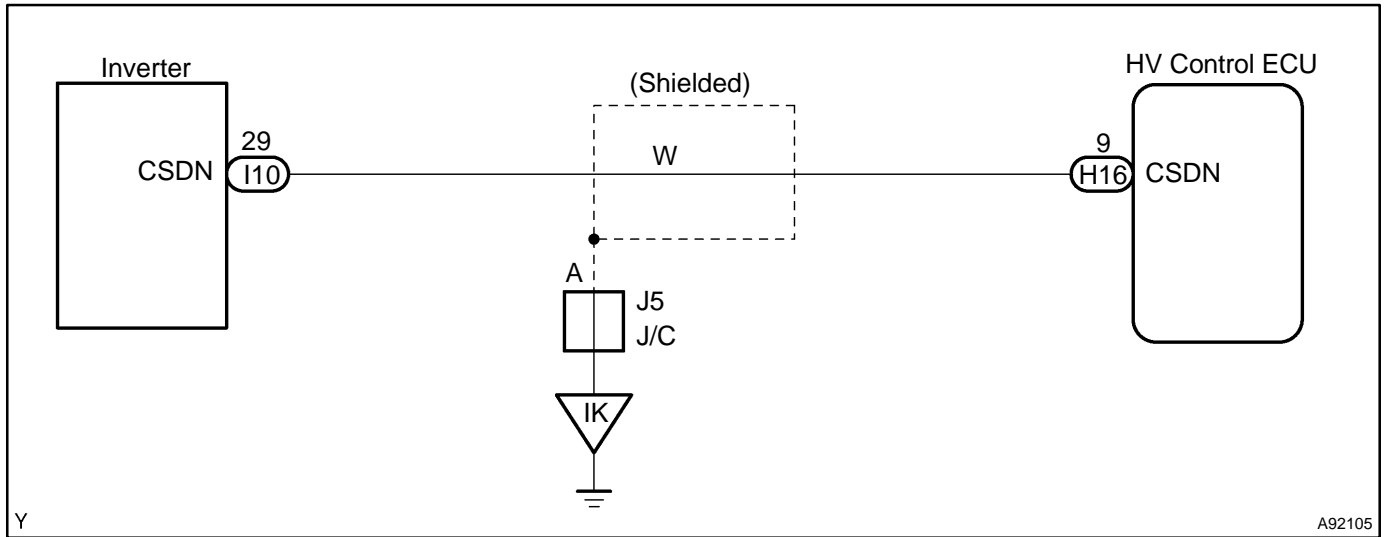 Inverter
HV Control ECU
(Shielded)
29
W
9
CSDN
I10
H16
CSDN
A
J5
J/C
IK
Y
A92105